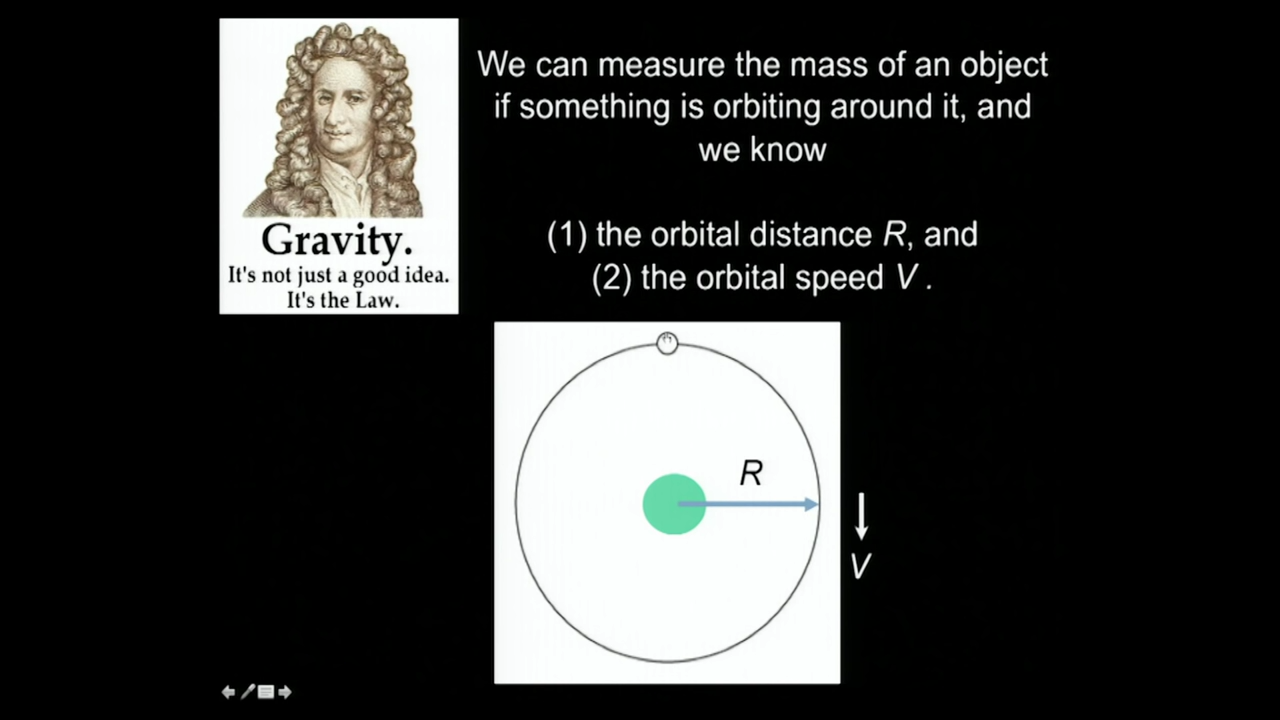 We can measure the mass of an object
if something is orbiting around it, and
we know
(1) the orbital distance R, and
(2) the orbital speed V .
Gravity.
It's not just a good idea.
It's the Law.
R
V